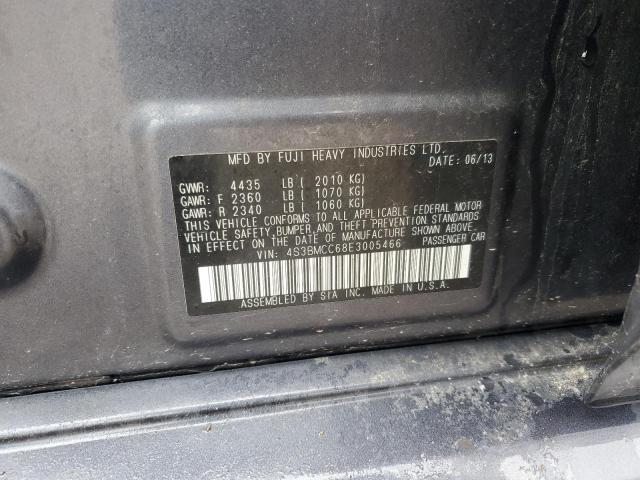 MFD BY FUJI HEAVY INDUSTRIES LTD.
DATE: 06/13
GVWR: 4435 LB ( 2010 KG)
GAWR: F 2360 LB ( 1070 KG)
GAWR: R 2340 LB ( 1060 KG)
THIS VEHICLE CONFORMS TO ALL APPLICABLE FEDERAL MOTOR
VEHICLE SAFETY, BUMPER, AND THEFT PREVENTION STANDARDS
IN EFFECT ON THE DATE OF MANUFACTURE SHOWN ABOVE.
VIN: 4S3BMCC68E3005466 PASSENGER CAR
ASSEMBLED BY SIA INC. MADE IN U.S.A.